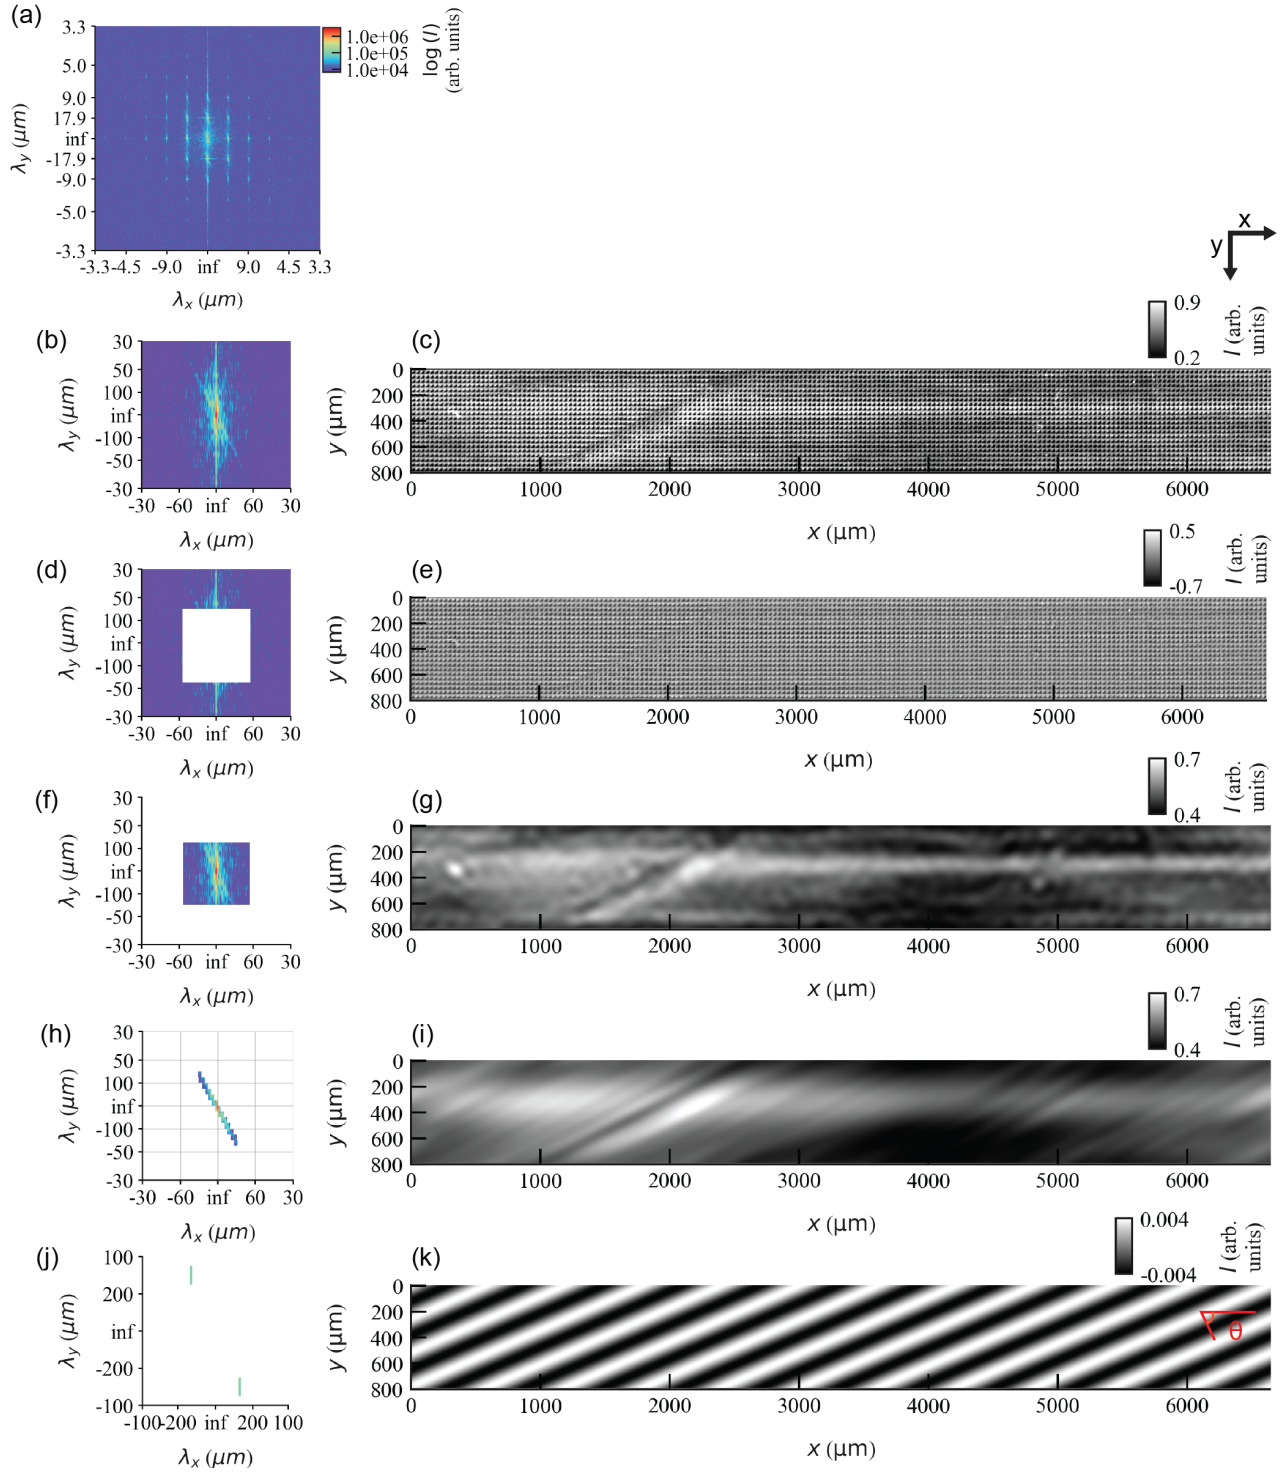 (a)
3.3
5.0
9.0
17.9
inf
-17.9
-9.0
-5.0
-3.3
λy (μm)
-3.3 -4.5 -9.0 inf 9.0 4.5 3.3
λx (μm)
1.0e+06
1.0e+05
1.0e+04
log (I)
(arb. units)
x
y
(b)
30
50
100
inf
-100
-50
-30
λy (μm)
-30 -60 inf 60 30
λx (μm)
(c)
0.9
0.2
I (arb.
units)
0
200
400
600
800
y (μm)
0 1000 2000 3000 4000 5000 6000
x (μm)
(d)
30
50
100
inf
-100
-50
-30
λy (μm)
-30 -60 inf 60 30
λx (μm)
(e)
0.5
-0.7
I (arb.
units)
0
200
400
600
800
y (μm)
0 1000 2000 3000 4000 5000 6000
x (μm)
(f)
30
50
100
inf
-100
-50
-30
λy (μm)
-30 -60 inf 60 30
λx (μm)
(g)
0.7
0.4
I (arb.
units)
0
200
400
600
800
y (μm)
0 1000 2000 3000 4000 5000 6000
x (μm)
(h)
30
50
100
inf
-100
-50
-30
λy (μm)
-30 -60 inf 60 30
λx (μm)
(i)
0.7
0.4
I (arb.
units)
0
200
400
600
800
y (μm)
0 1000 2000 3000 4000 5000 6000
x (μm)
(j)
100
200
inf
-200
-100
λy (μm)
-100 -200 inf 200 100
λx (μm)
(k)
0.004
-0.004
I (arb.
units)
0
200
400
600
800
y (μm)
θ
0 1000 2000 3000 4000 5000 6000
x (μm)